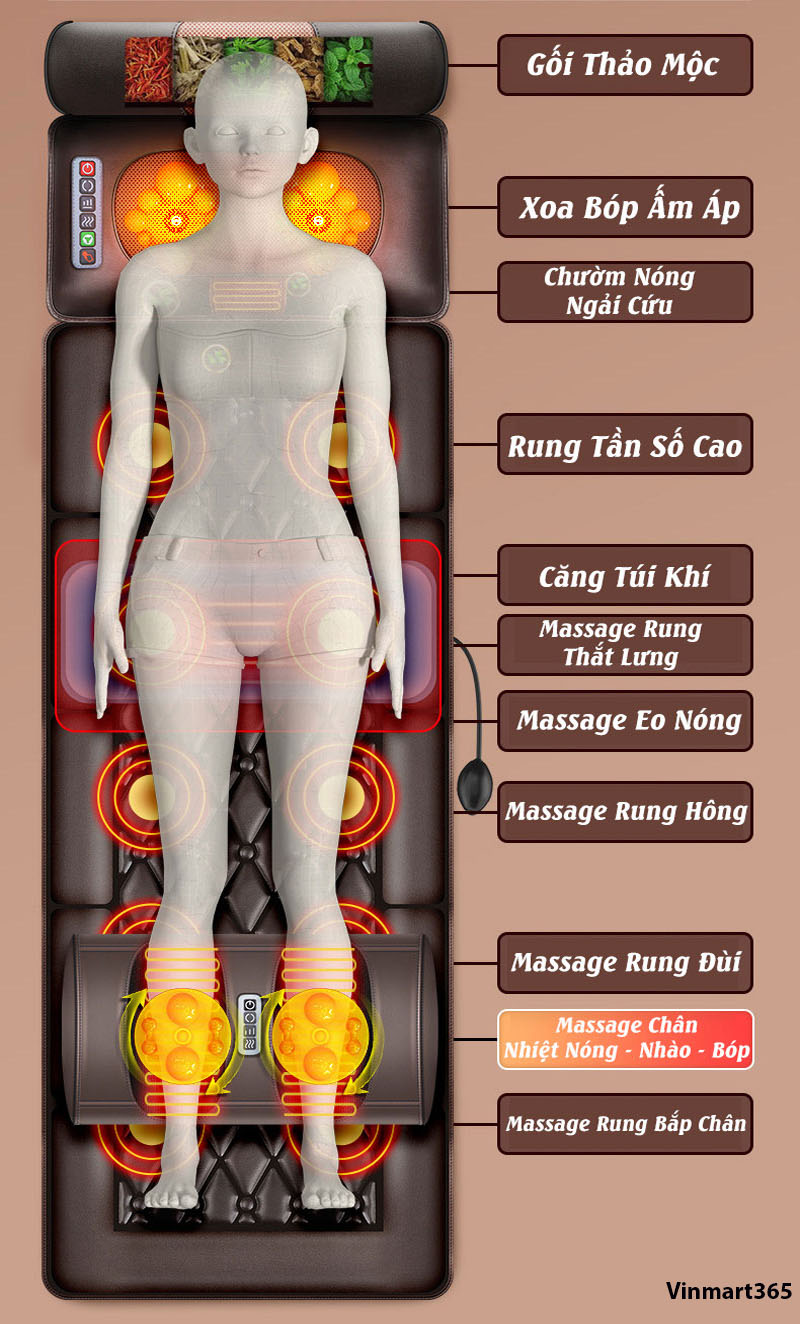 Gối Thảo Mộc
Xoa Bóp Ấm Áp
Chườm Nóng
Ngải Cứu
Rung Tần Số Cao
Căng Túi Khí
Massage Rung
Thắt Lưng
Massage Eo Nóng
Massage Rung Hông
Massage Rung Đùi
Massage Chân
Nhiệt Nóng - Nhào - Bóp
Massage Rung Bắp Chân
Vinmart365